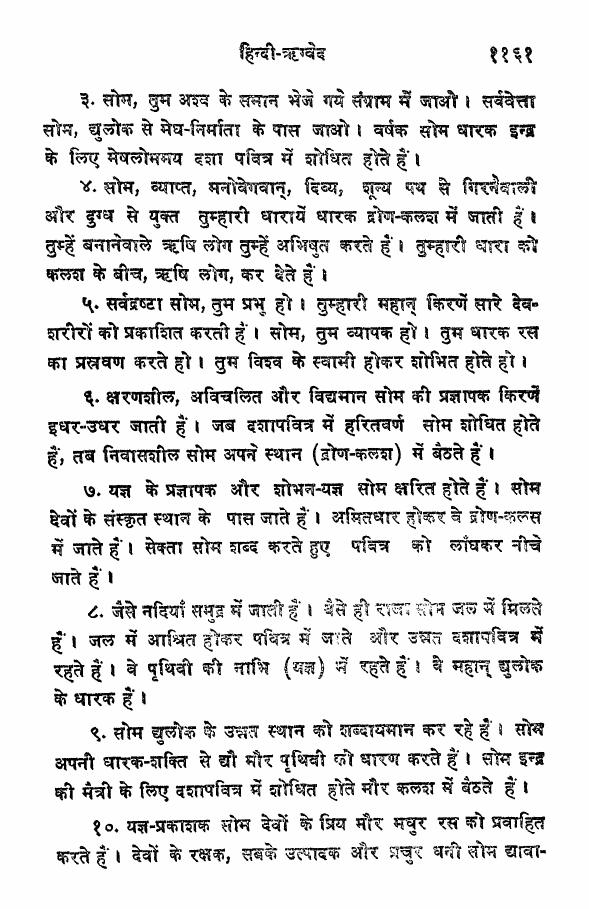 हिन्दी-ऋग्वेद ११६१
३. सोम, तुम अश्व के समान भेजे गये संग्राम में जाओ। सर्ववेत्ता
सोम, द्युलोक से मेघ-निर्माता के पास जाओ। वर्षक सोम धारक इन्द्र
के लिए मेषलोममय दशा पवित्र में शोधित होते हैं।
४. सोम, व्याप्त, मनोवेगवान्, दिव्य, शून्य पथ से गिरनेवाली
और दुग्ध से युक्त तुम्हारी धारायें धारक द्रोण-कलश में जाती हैं।
तुम्हें बनानेवाले ऋषि लोग तुम्हें अभिषुत करते हैं। तुम्हारी धारा को
कलश के बीच, ऋषि लोग, कर देते हैं।
५. सर्वद्रष्टा सोम, तुम प्रभु हो। तुम्हारी महान् किरणें सारे देव-
शरीरों को प्रकाशित करती हैं। सोम, तुम व्यापक हो। तुम धारक रस
का प्रस्रवण करते हो। तुम विश्व के स्वामी होकर शोभित होते हो।
६. क्षरणशील, अविचलित और विद्यमान सोम की प्रज्ञापक किरणें
इधर-उधर जाती हैं। जब दशापवित्र में हरितवर्ण सोम शोधित होते
हैं, तब निवासशील सोम अपने स्थान (द्रोण-कलश) में बैठते हैं।
७. यज्ञ के प्रज्ञापक और शोभन-यज्ञ सोम क्षरित होते हैं। सोम
देवों के संस्कृत स्थान के पास जाते हैं। अमितधार होकर वे द्रोण-कलस
में जाते हैं। सेक्ता सोम शब्द करते हुए पवित्र को लाँघकर नीचे
जाते हैं।
८. जैसे नदियाँ समुद्र में जाती हैं। वैसे ही राजा सोम जल में मिलते
हैं। जल में आश्रित होकर पवित्र में जाते और उन्नत दशापवित्र में
रहते हैं। वे पृथिवी की नाभि (यज्ञ) में रहते हैं। वे महान् द्युलोक
के धारक हैं।
९. सोम द्युलोक के उन्नत स्थान को शब्दायमान कर रहे हैं। सोम
अपनी धारक-शक्ति से द्यौ और पृथिवी को धारण करते हैं। सोम इन्द्र
की मैत्री के लिए दशापवित्र में शोधित होते और कलश में बैठते हैं।
१०. यज्ञ-प्रकाशक सोम देवों के प्रिय और मधुर रस को प्रवाहित
करते हैं। देवों के रक्षक, सबके उत्पादक और प्रचुर धनी सोम द्यावा-